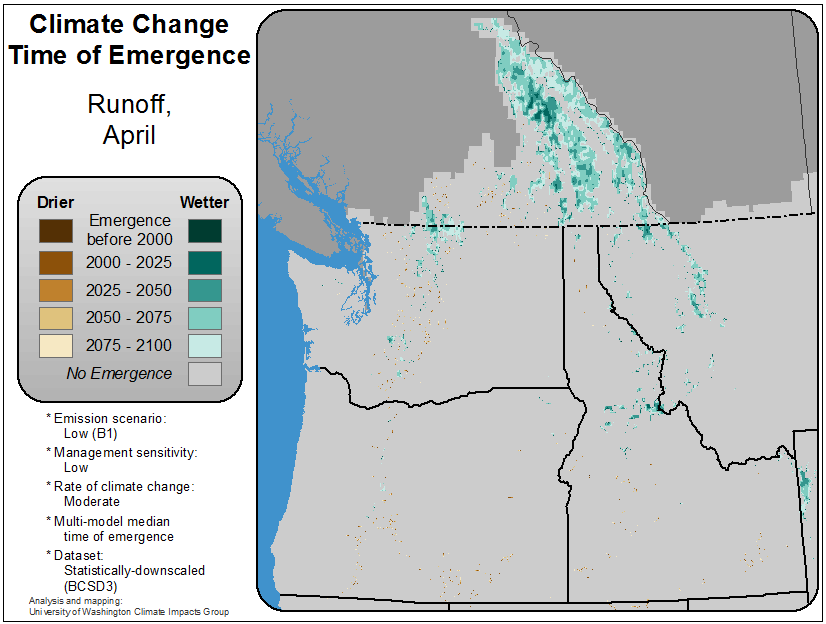 Climate Change
Time of Emergence
Runoff,
April
Drier
Wetter
Emergence
before 2000
2000 - 2025
2025 - 2050
2050 - 2075
2075 - 2100
No Emergence
* Emission scenario:
Low (B1)
* Management sensitivity:
Low
* Rate of climate change:
Moderate
* Multi-model median
time of emergence
* Dataset:
Statistically-downscaled
(BCSD3)
Analysis and mapping:
University of Washington Climate Impacts Group